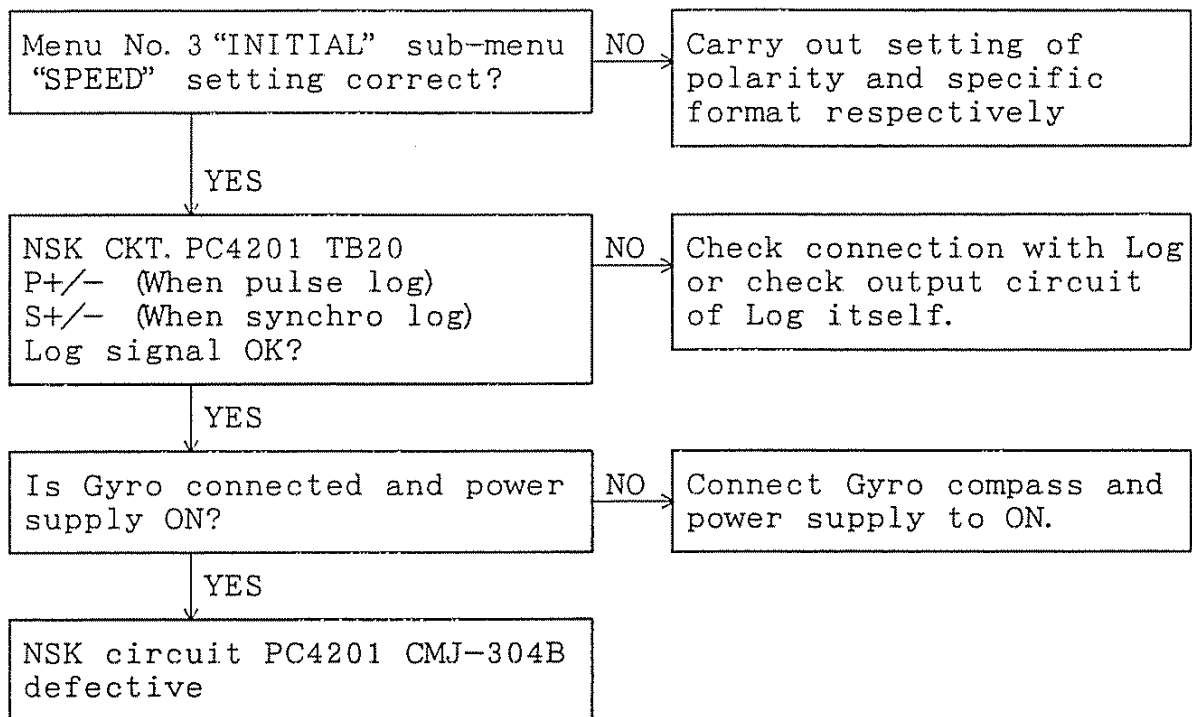 Menu No. 3 “INITIAL” sub-menu
“SPEED” setting correct?
NO
Carry out setting of
polarity and specific
format respectively
YES
NSK CKT. PC4201 TB20
P+/- (When pulse log)
S+/- (When synchro log)
Log signal OK?
NO
Check connection with Log
or check output circuit
of Log itself.
YES
Is Gyro connected and power
supply ON?
NO
Connect Gyro compass and
power supply to ON.
YES
NSK circuit PC4201 CMJ-304B
defective